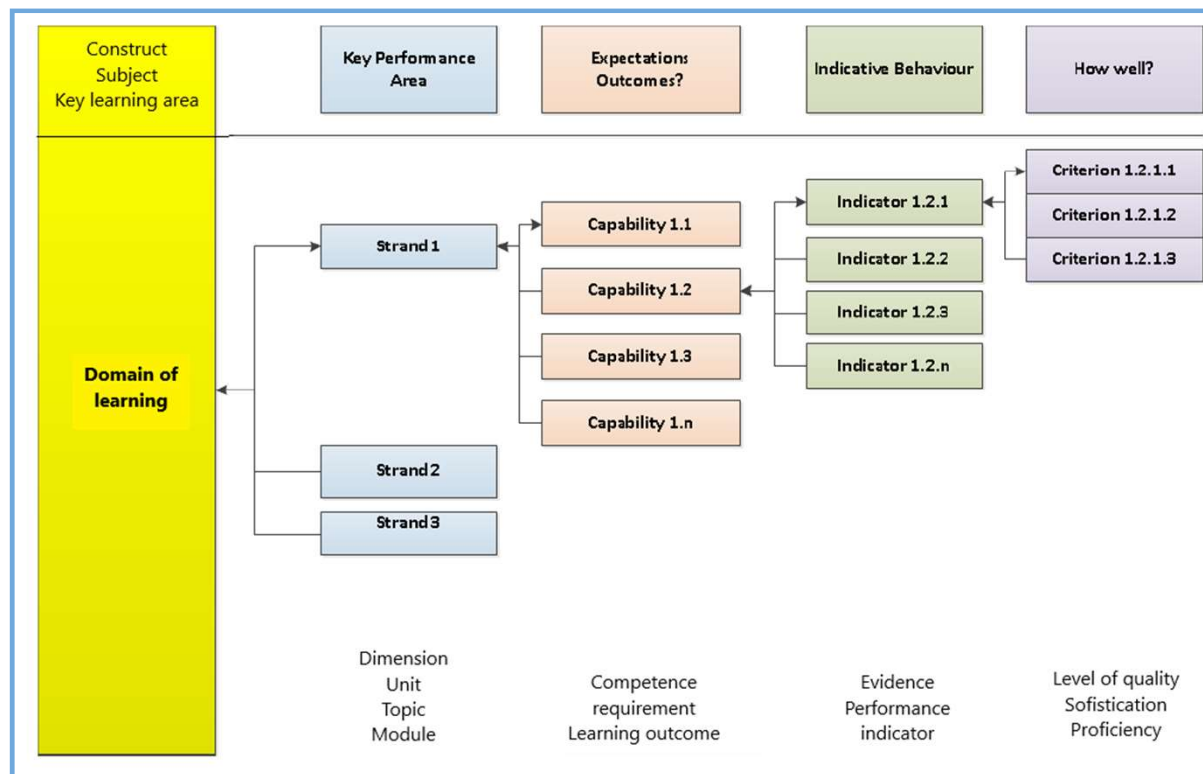 Construct
Subject
Key learning area
Key Performance
Area
Expectations
Outcomes?
Indicative Behaviour
How well?
Domain of
learning
Strand 1
Strand 2
Strand 3
Capability 1.1
Capability 1.2
Capability 1.3
Capability 1.n
Indicator 1.2.1
Indicator 1.2.2
Indicator 1.2.3
Indicator 1.2.n
Criterion 1.2.1.1
Criterion 1.2.1.2
Criterion 1.2.1.3
Dimension
Unit
Topic
Module
Competence
requirement
Learning outcome
Evidence
Performance
indicator
Level of quality
Sofistication
Proficiency